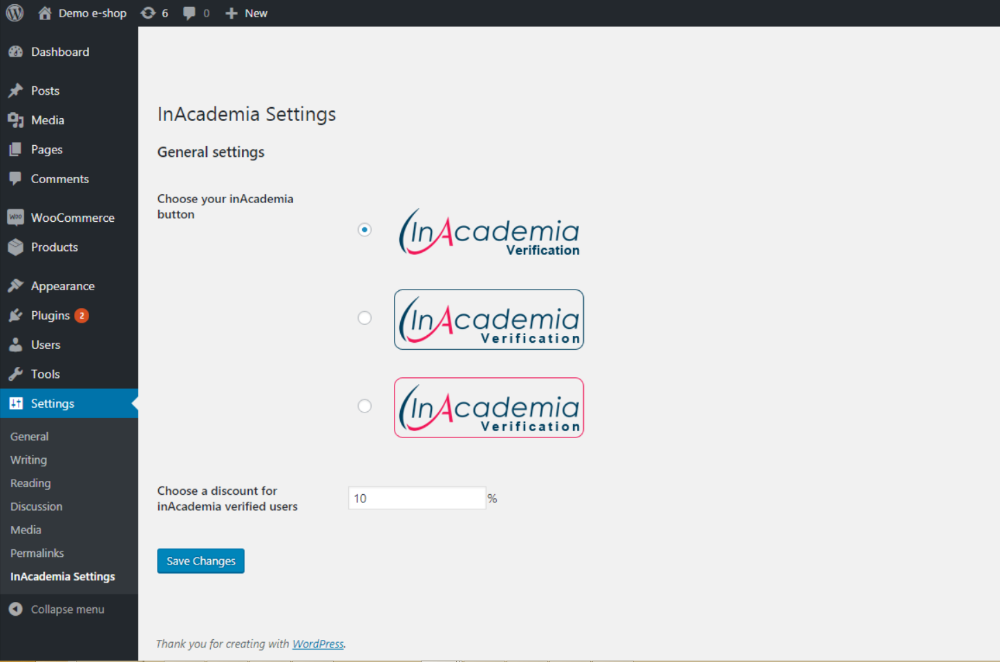 Demo e-shop 6 0 New
Dashboard
Posts
Media
Pages
Comments
WOO WooCommerce
Products
Appearance
Plugins 2
Users
Tools
Settings
General
Writing
Reading
Discussion
Media
Permalinks
InAcademia Settings
Collapse menu
InAcademia Settings
General settings
Choose your inAcademia
button
InAcademia
Verification
InAcademia
Verification
InAcademia
Verification
Choose a discount for
inAcademia verified users
10 %
Save Changes
Thank you for creating with WordPress.